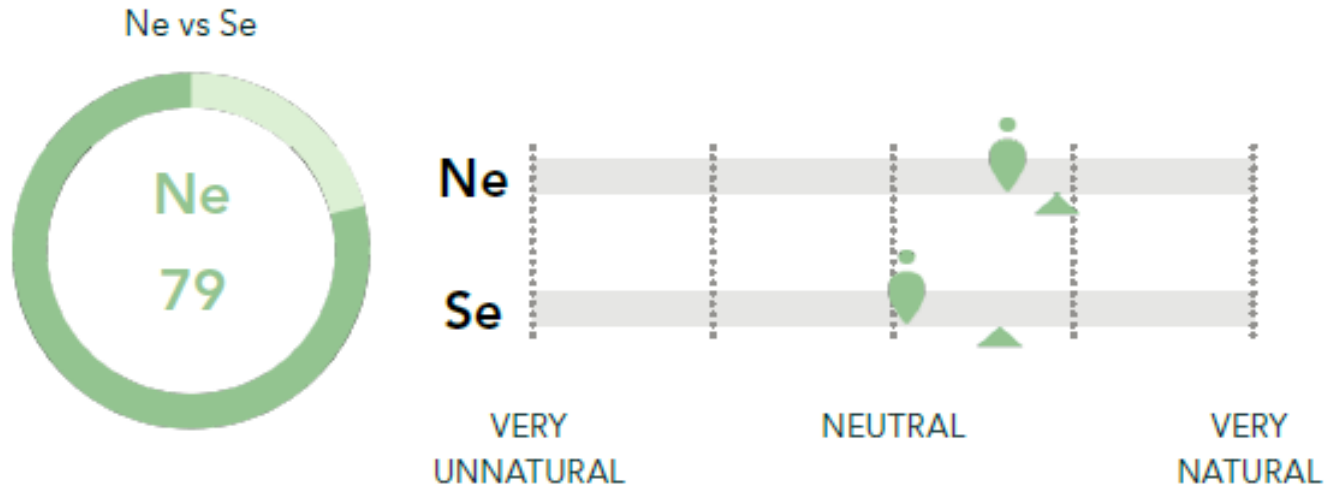 Ne vs Se
Ne
79
Ne
Se
VERY
UNNATURAL
NEUTRAL
VERY
NATURAL